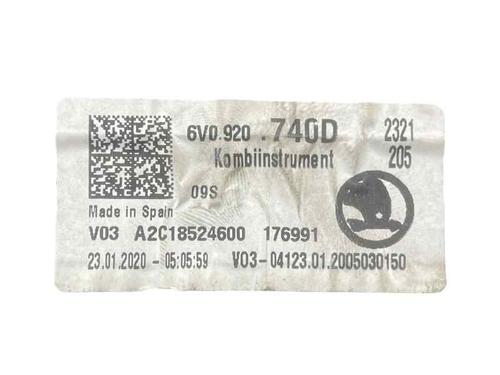 6V0.920 .740D 2321
Kombiinstrument 205
09S
Made in Spain
V03 A2C18524600 176991
23.01.2020 - 05:05:59 V03-04123.01.2005030150